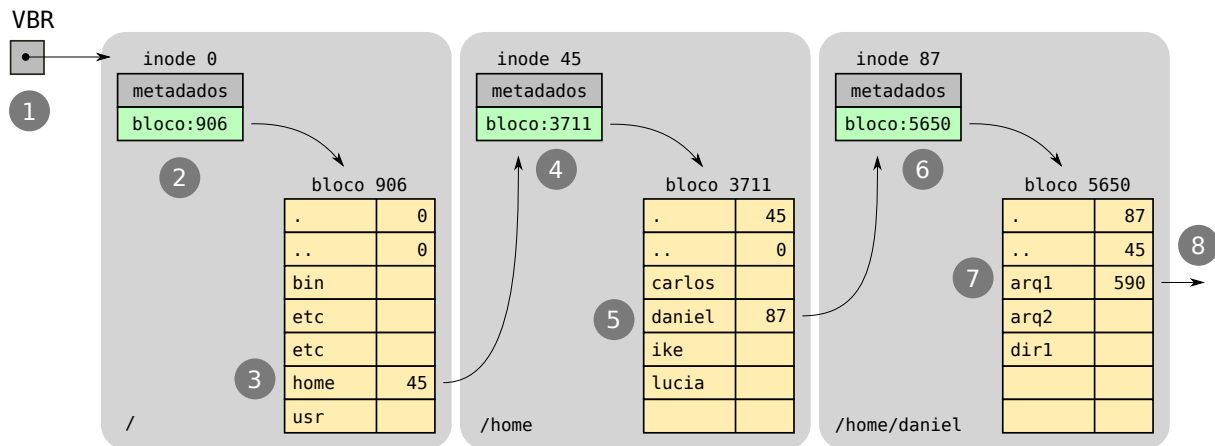 VBR
1
inode 0
metadados
bloco:906
2
bloco 906
. 0
.. 0
bin
etc
etc
3
home 45
usr
/
inode 45
metadados
bloco:3711
4
bloco 3711
. 45
.. 0
carlos
5
daniel 87
ike
lucia
/home
inode 87
metadados
bloco:5650
6
bloco 5650
. 87
.. 45
7
arq1 590
8
arq2
dir1
/home/daniel